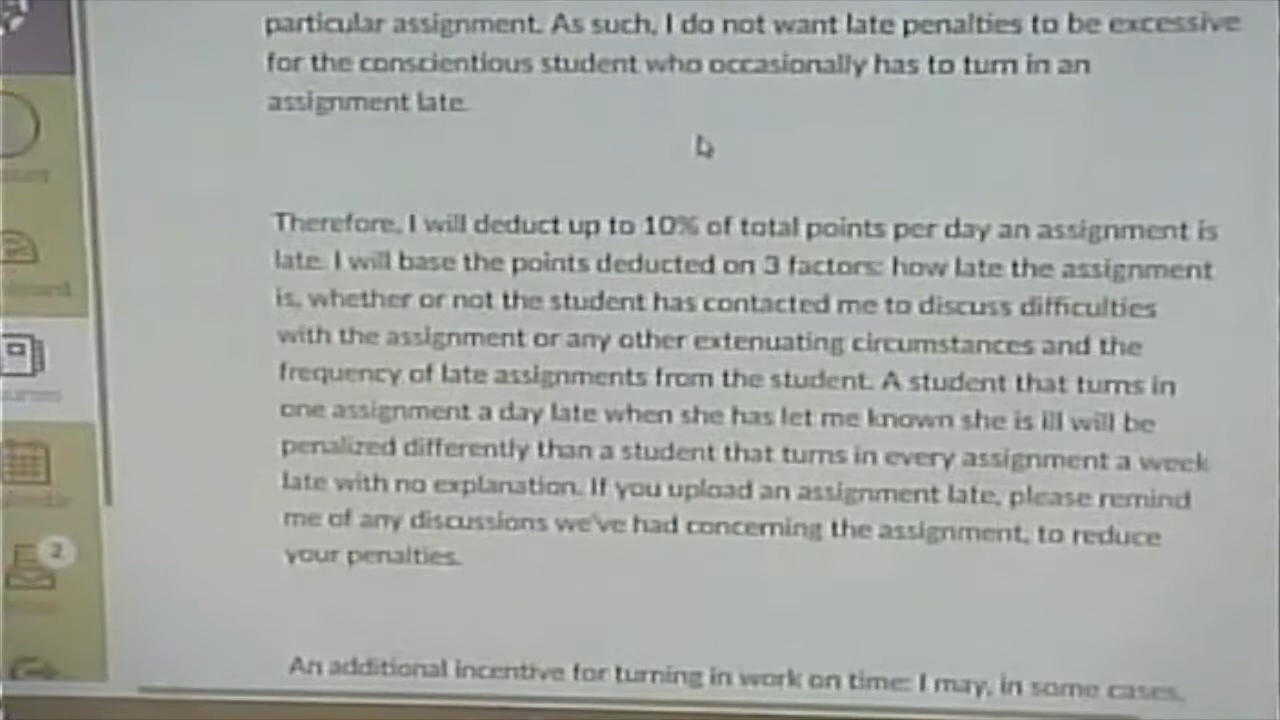 particular assignment. As such, I do not want late penalties to be excessive
for the conscientious student who occasionally has to turn in an
assignment late.
Therefore, I will deduct up to 10% of total points per day an assignment is
late. I will base the points deducted on 3 factors: how late the assignment
is, whether or not the student has contacted me to discuss difficulties
with the assignment or any other extenuating circumstances and the
frequency of late assignments from the student. A student that turns in
one assignment a day late when she has let me known she is ill will be
penalized differently than a student that turns in every assignment a week
late with no explanation. If you upload an assignment late, please remind
me of any discussions we've had concerning the assignment, to reduce
your penalties.
An additional incentive for turning in work on time: I may, in some cases,
2